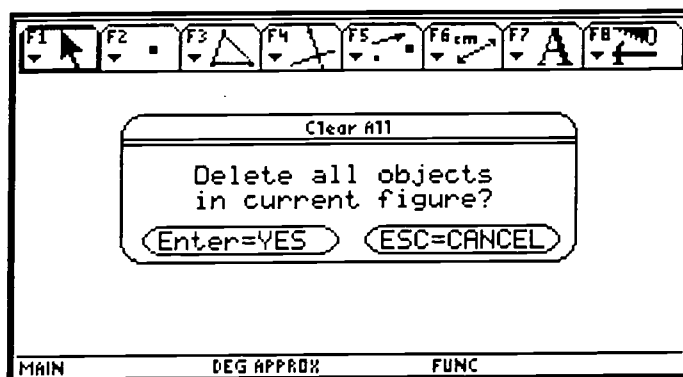 F1 F2 F3 F4 F5 F6 cm F7 A F8
Clear All
Delete all objects
in current figure?
Enter=YES ESC=CANCEL
MAIN DEG APPROX FUNC